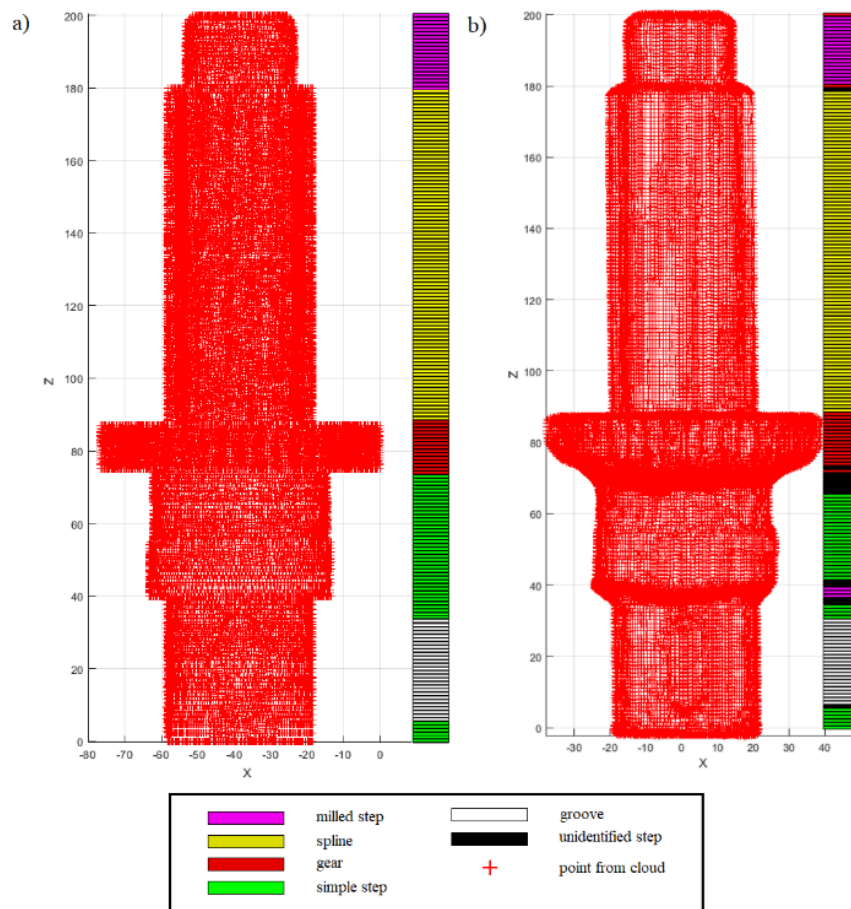 a)
b)
200
180
160
140
120
100
80
60
40
20
0
Z
-80 -70 -60 -50 -40 -30 -20 -10 0
X
200
180
160
140
120
100
80
60
40
20
0
Z
-30 -20 -10 0 10 20 30 40
X
milled step
spline
gear
simple step
groove
unidentified step
point from cloud